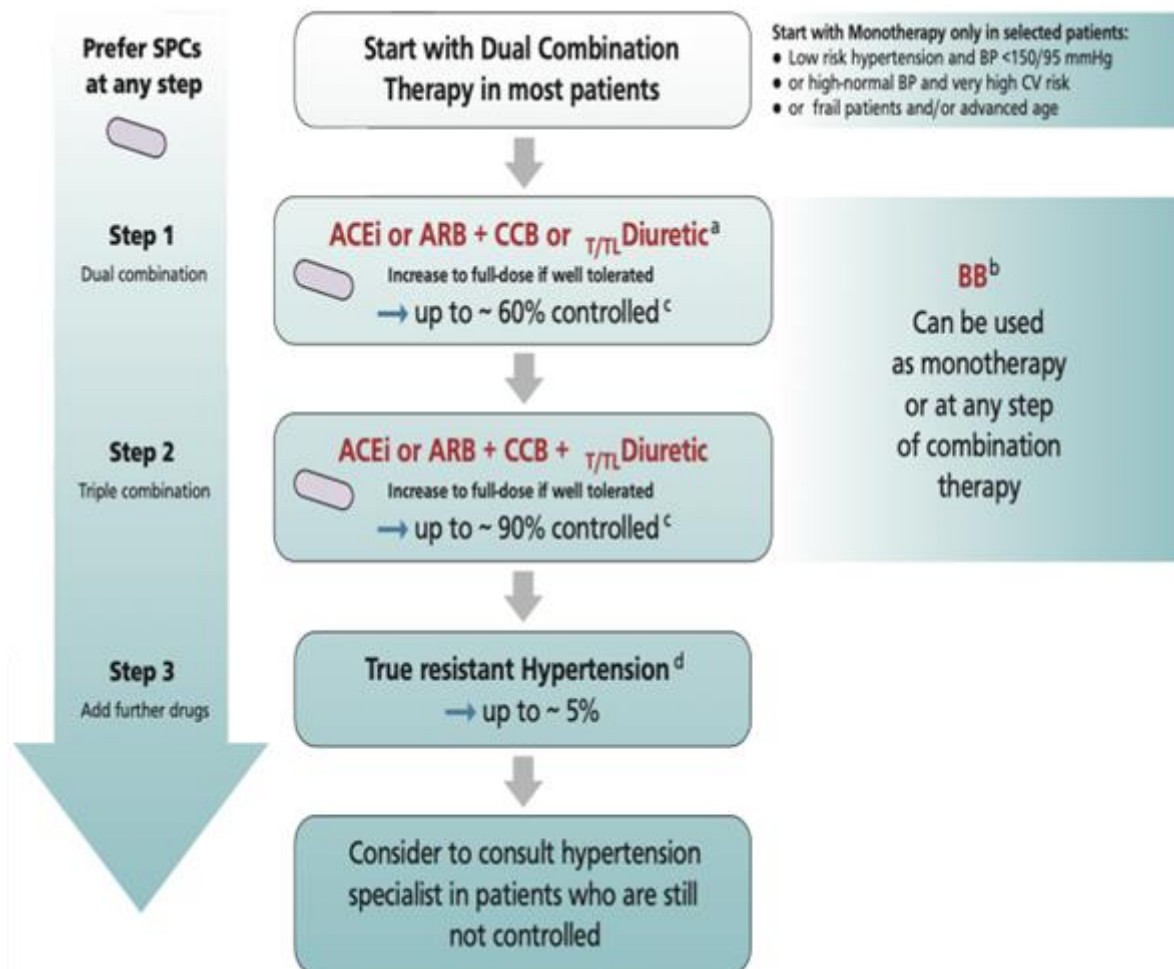 Prefer SPCs
at any step
Start with Dual Combination
Therapy in most patients
Start with Monotherapy only in selected patients:
● Low risk hypertension and BP <150/95 mmHg
● or high-normal BP and very high CV risk
● or frail patients and/or advanced age
Step 1
Dual combination
ACEi or ARB + CCB or T/TL Diuretic a
Increase to full-dose if well tolerated
→ up to ~ 60% controlled c
BB b
Can be used
as monotherapy
or at any step
of combination
therapy
Step 2
Triple combination
ACEi or ARB + CCB + T/TL Diuretic
Increase to full-dose if well tolerated
→ up to ~ 90% controlled c
Step 3
Add further drugs
True resistant Hypertension d
→ up to ~ 5%
Consider to consult hypertension
specialist in patients who are still
not controlled